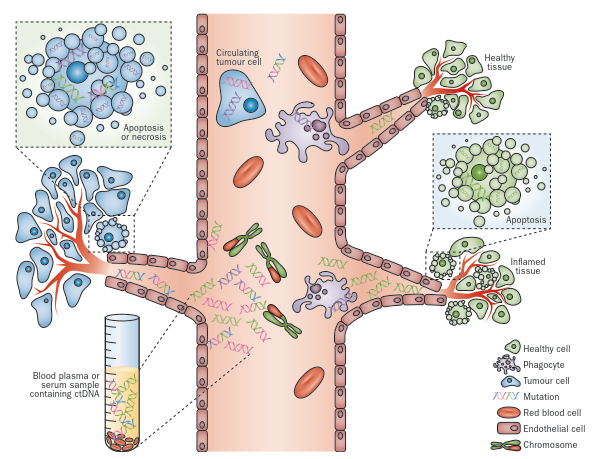 Circulating
tumour cell
Healthy
tissue
Apoptosis
or necrosis
Apoptosis
Inflamed
tissue
Blood plasma or
serum sample
containing ctDNA
Healthy cell
Phagocyte
Tumour cell
Mutation
Red blood cell
Endothelial cell
Chromosome